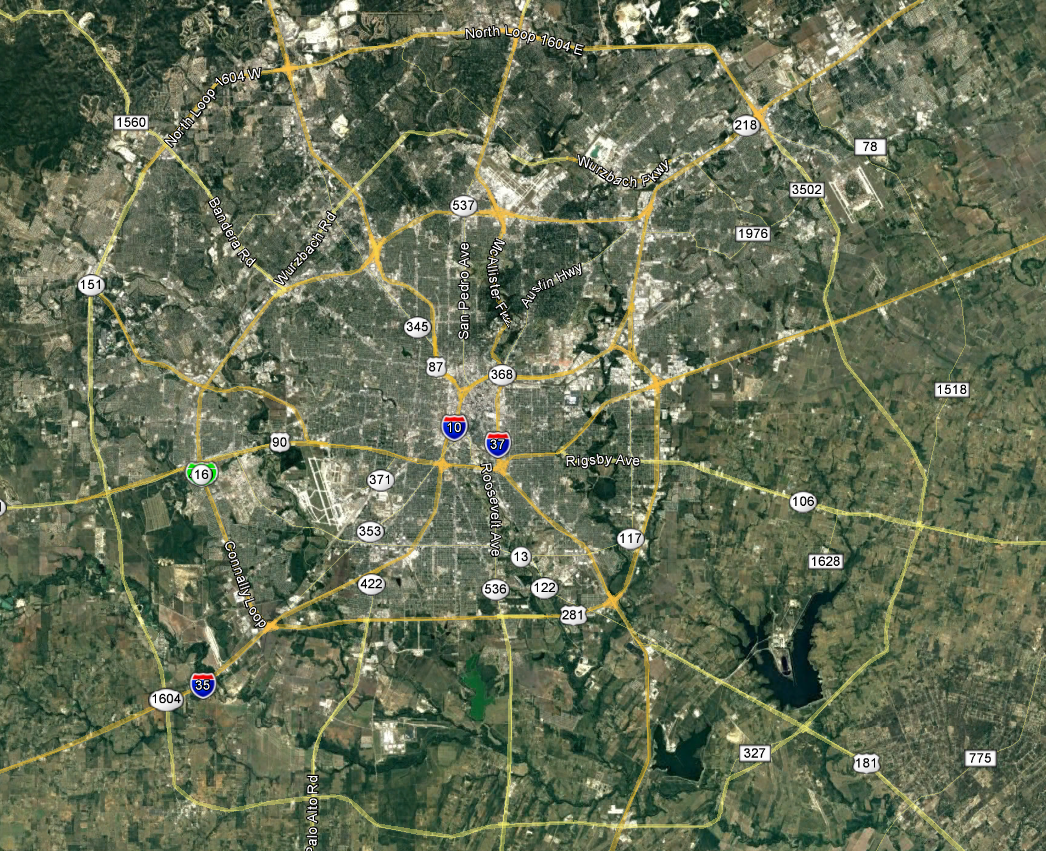 North Loop 1604 E
North Loop 1604 W
1560
218
78
Wurzbach Pkwy
3502
537
Bandera Rd
Wurzbach Rd
1976
San Pedro Ave
McAllister Fwy
Austin Hwy
151
345
87
368
1518
10
37
90
Rigsby Ave
16
371
106
Roosevelt Ave
353
117
13
1628
Connally Loop
422
536
122
281
35
1604
327
181
775
Palo Alto Rd